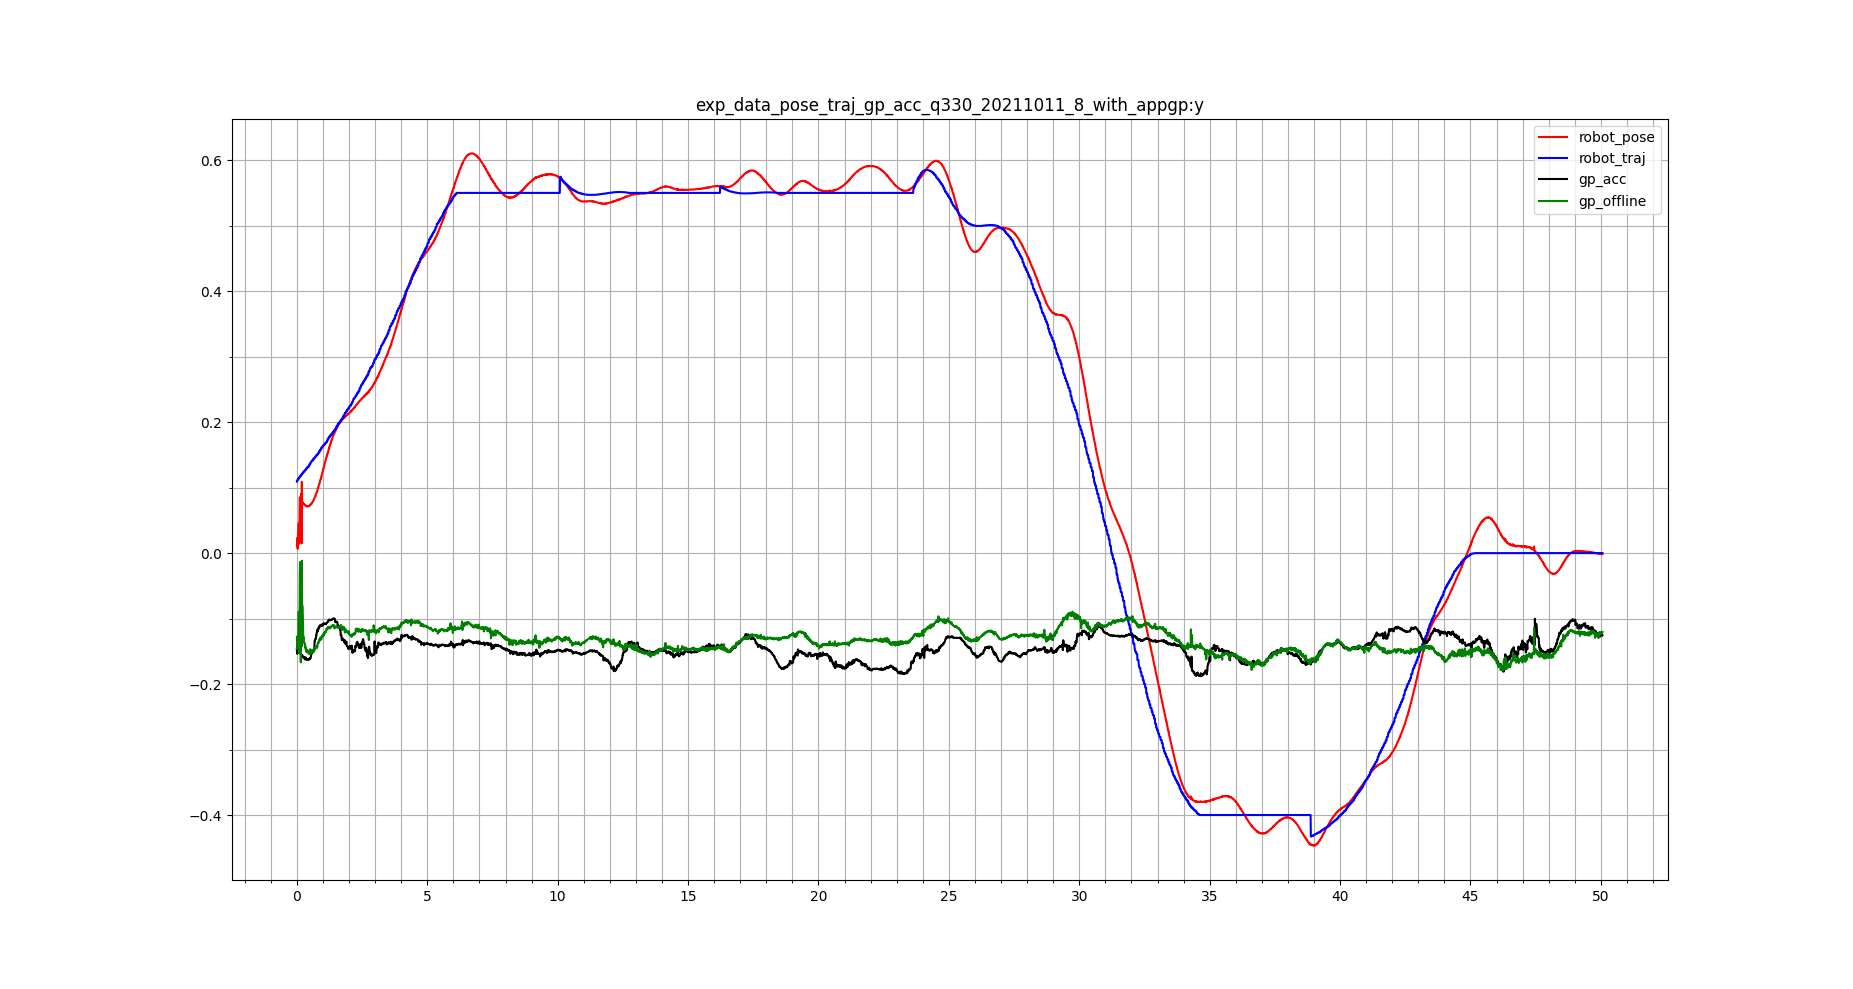 exp_data_pose_traj_gp_acc_q330_20211011_8_with_appgp:y
robot_pose
robot_traj
gp_acc
gp_offline
0.6
0.4
0.2
0.0
−0.2
−0.4
0 5 10 15 20 25 30 35 40 45 50